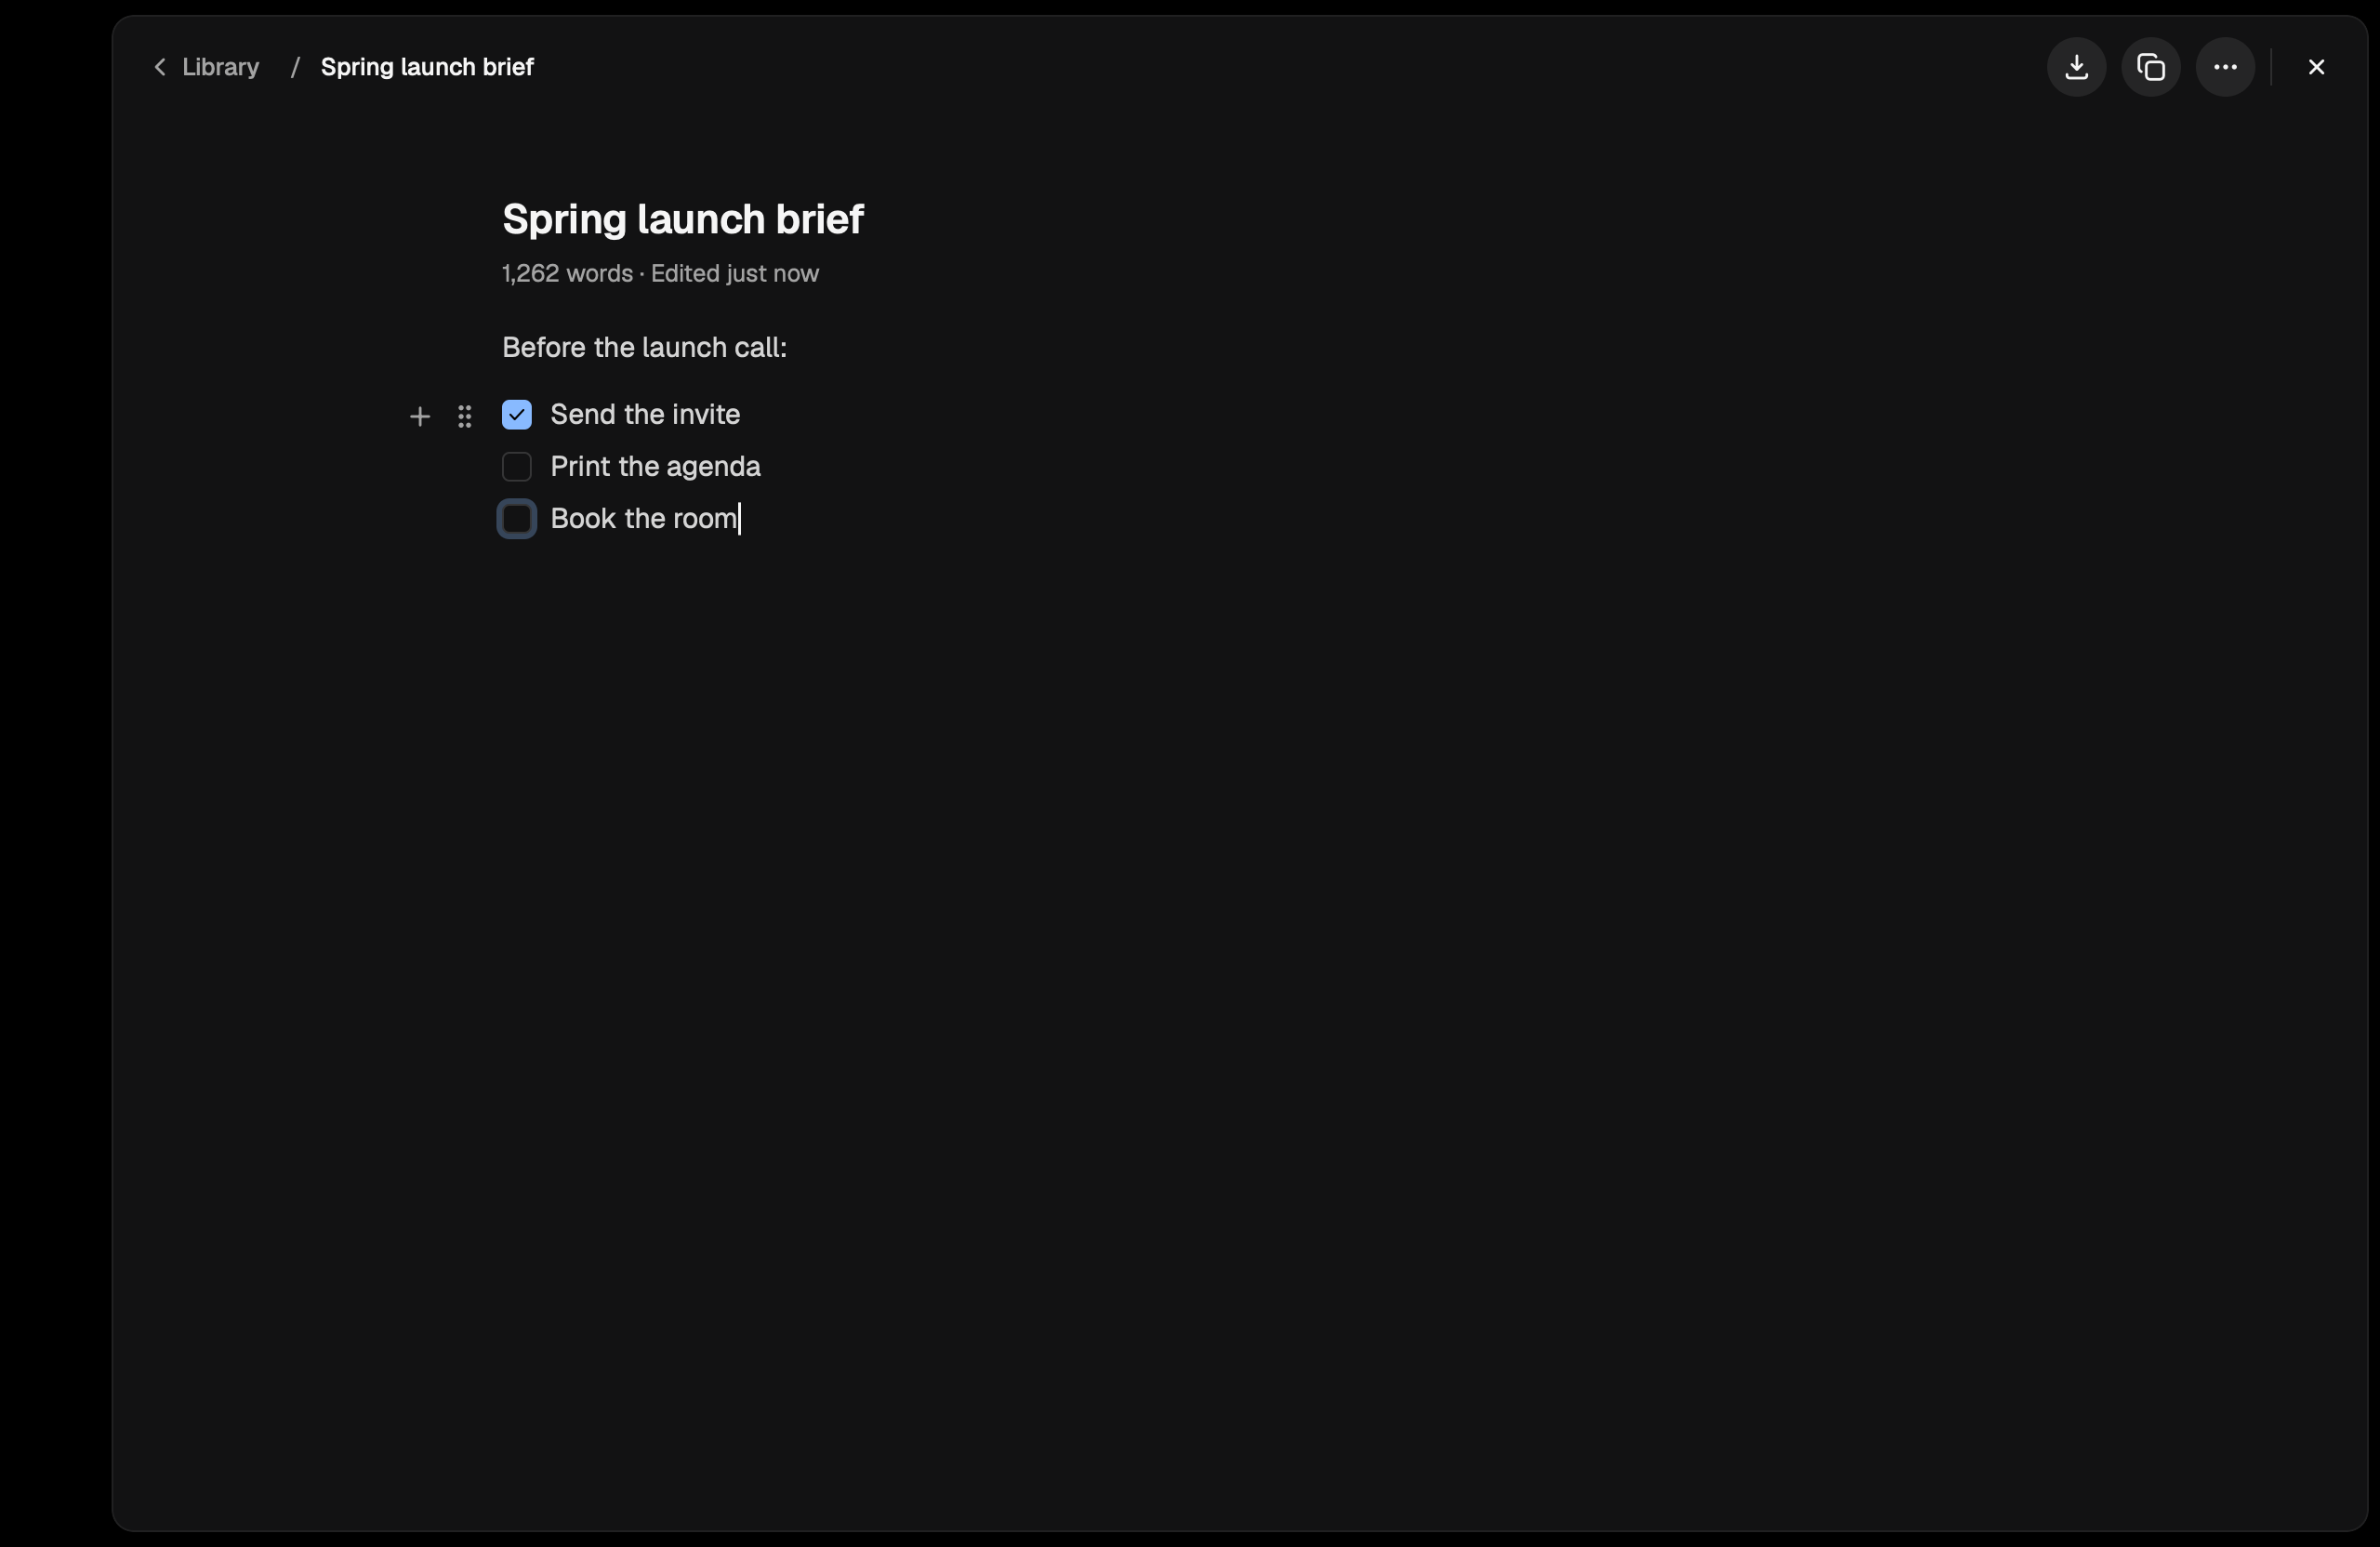 Library / Spring launch brief
Spring launch brief
1,262 words · Edited just now
Before the launch call:
Send the invite
Print the agenda
Book the room